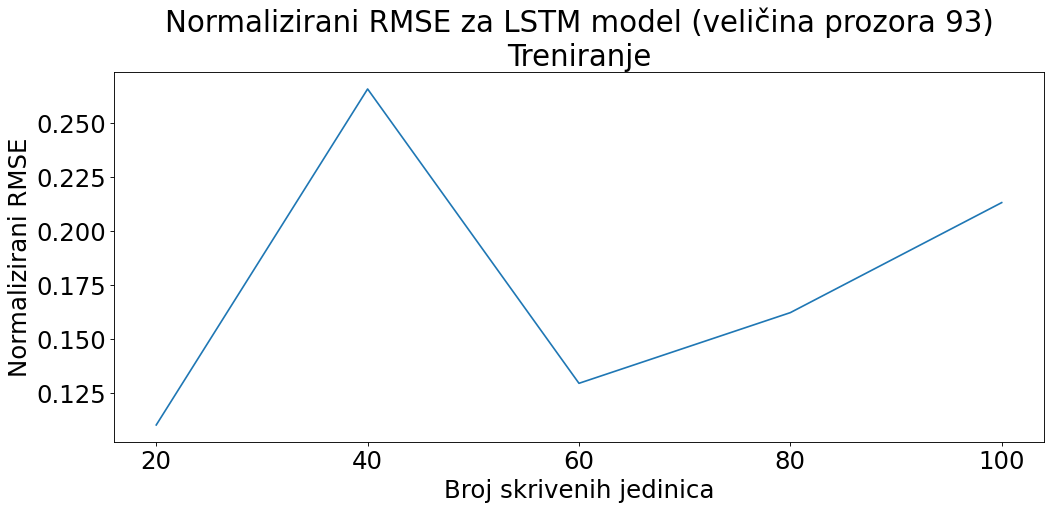 Normalizirani RMSE za LSTM model (veličina prozora 93)
Treniranje
Normalizirani RMSE
0.250
0.225
0.200
0.175
0.150
0.125
20 40 60 80 100
Broj skrivenih jedinica